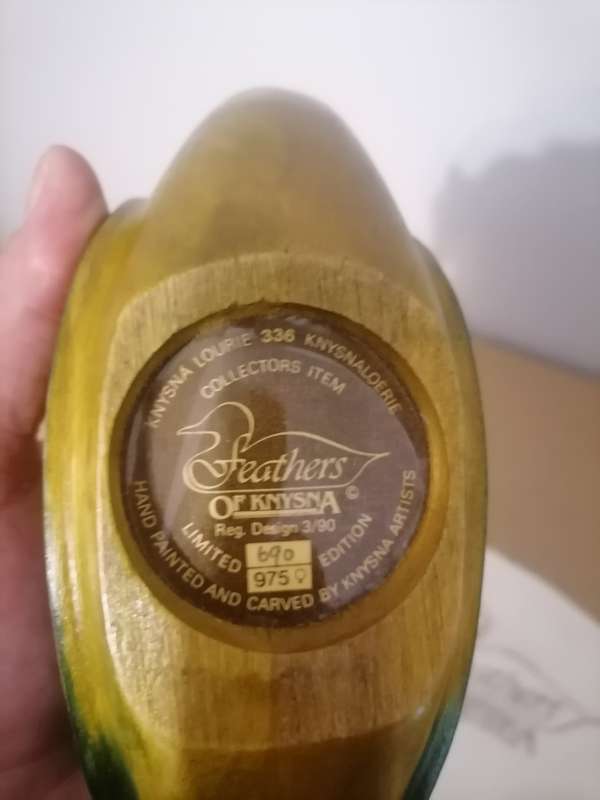 KNYSNA LOURIE 336 KNYSNALOERIE
COLLECTORS ITEM
Feathers
OF KNYSNA ©
Reg. Design 3/90
LIMITED EDITION
690
975 ♀
HAND PAINTED AND CARVED BY KNYSNA ARTISTS
Feathers